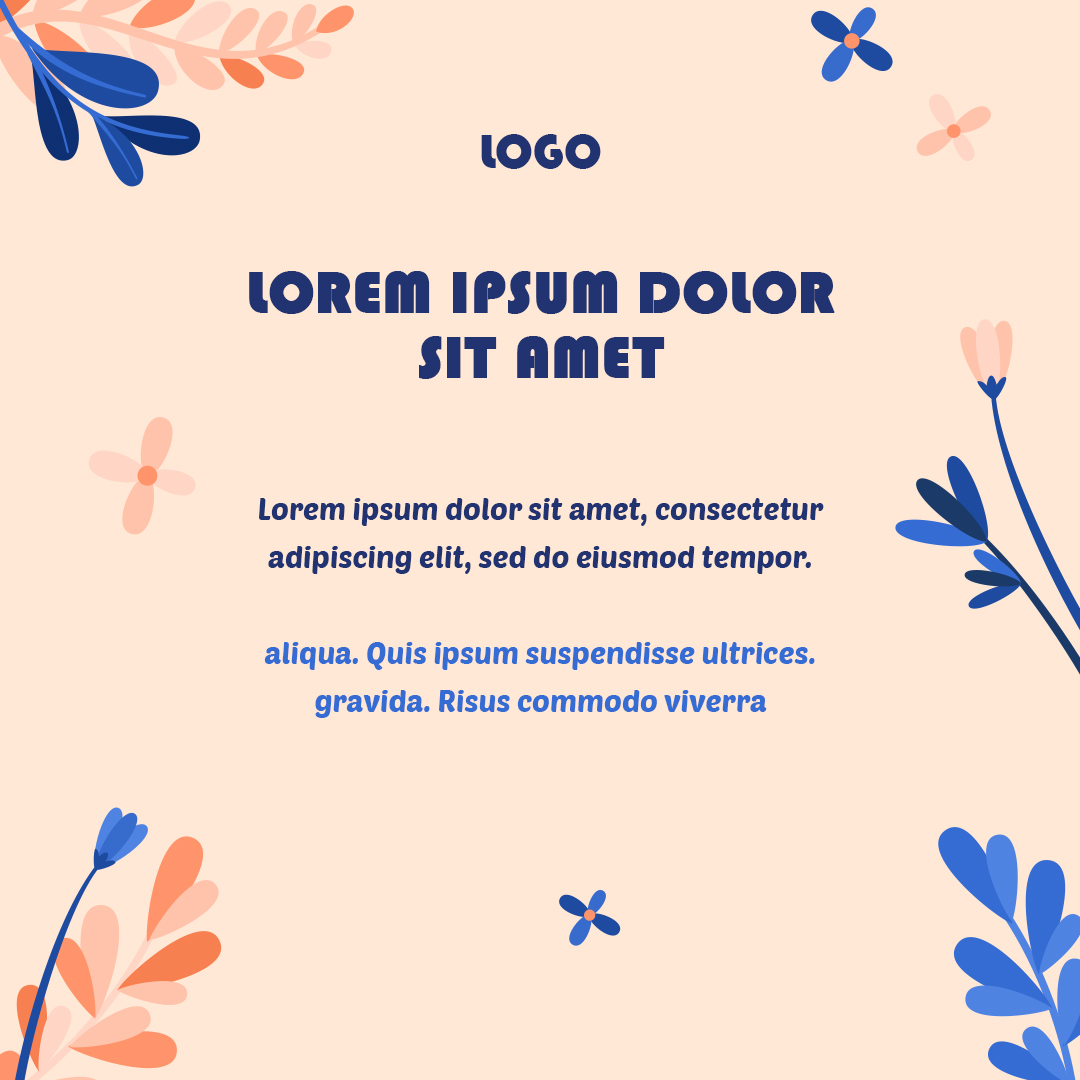 LOGO
LOREM IPSUM DOLOR
SIT AMET
Lorem ipsum dolor sit amet, consectetur
adipiscing elit, sed do eiusmod tempor.
aliqua. Quis ipsum suspendisse ultrices.
gravida. Risus commodo viverra